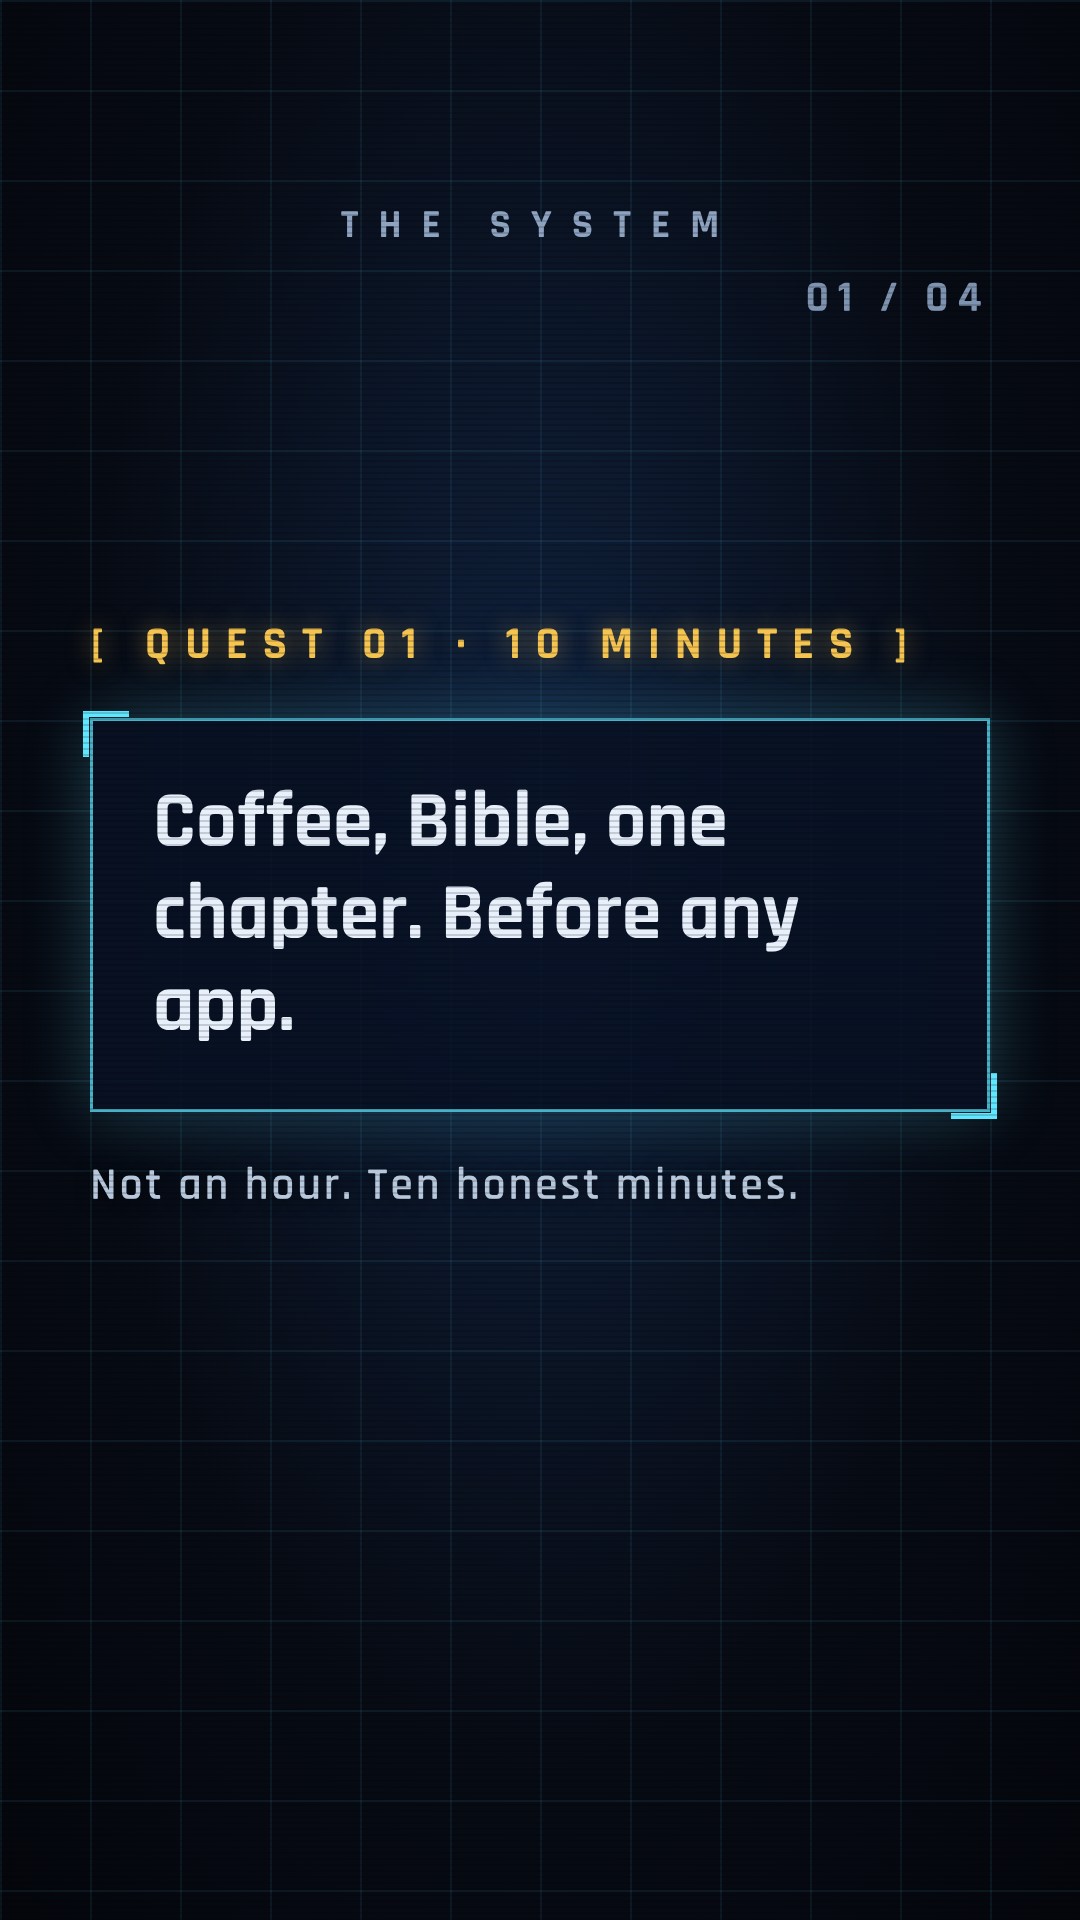 THE SYSTEM
01 / 04
[ QUEST 01 · 10 MINUTES ]
Coffee, Bible, one
chapter. Before any
app.
Not an hour. Ten honest minutes.